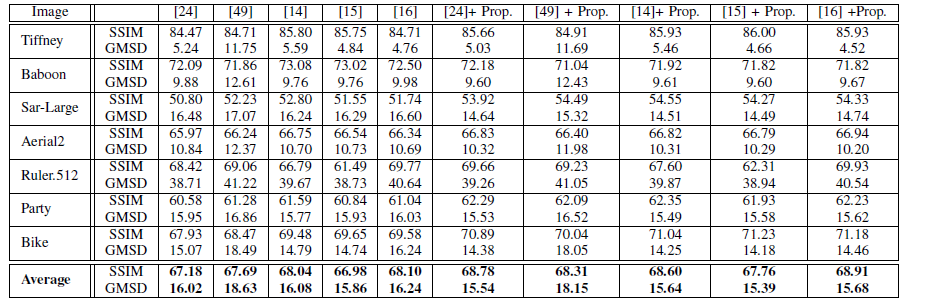 Image [24] [49] [14] [15] [16] [24]+ Prop. [49] + Prop. [14]+ Prop. [15] + Prop. [16] +Prop.
Tiffney SSIM 84.47 84.71 85.80 85.75 84.71 85.66 84.91 85.93 86.00 85.93
GMSD 5.24 11.75 5.59 4.84 4.76 5.03 11.69 5.46 4.66 4.52
Baboon SSIM 72.09 71.86 73.08 73.02 72.50 72.18 71.04 71.92 71.82 71.82
GMSD 9.88 12.61 9.76 9.76 9.98 9.60 12.43 9.61 9.60 9.67
Sar-Large SSIM 50.80 52.23 52.80 51.55 51.74 53.92 54.49 54.55 54.27 54.33
GMSD 16.48 17.07 16.24 16.29 16.60 14.64 15.32 14.51 14.49 14.74
Aerial2 SSIM 65.97 66.24 66.75 66.54 66.34 66.83 66.40 66.82 66.79 66.94
GMSD 10.84 12.37 10.70 10.73 10.69 10.32 11.98 10.31 10.29 10.20
Ruler.512 SSIM 68.42 69.06 66.79 61.49 69.77 69.66 69.23 67.60 62.31 69.93
GMSD 38.71 41.22 39.67 38.73 40.64 39.26 41.05 39.87 38.94 40.54
Party SSIM 60.58 61.28 61.59 60.84 61.04 62.29 62.09 62.35 61.93 62.23
GMSD 15.95 16.86 15.77 15.93 16.03 15.53 16.52 15.49 15.58 15.62
Bike SSIM 67.93 68.47 69.48 69.65 69.58 70.89 70.04 71.04 71.23 71.18
GMSD 15.07 18.49 14.79 14.74 16.24 14.38 18.05 14.25 14.18 14.46
Average SSIM 67.18 67.69 68.04 66.98 68.10 68.78 68.31 68.60 67.76 68.91
GMSD 16.02 18.63 16.08 15.86 16.24 15.54 18.15 15.64 15.39 15.68